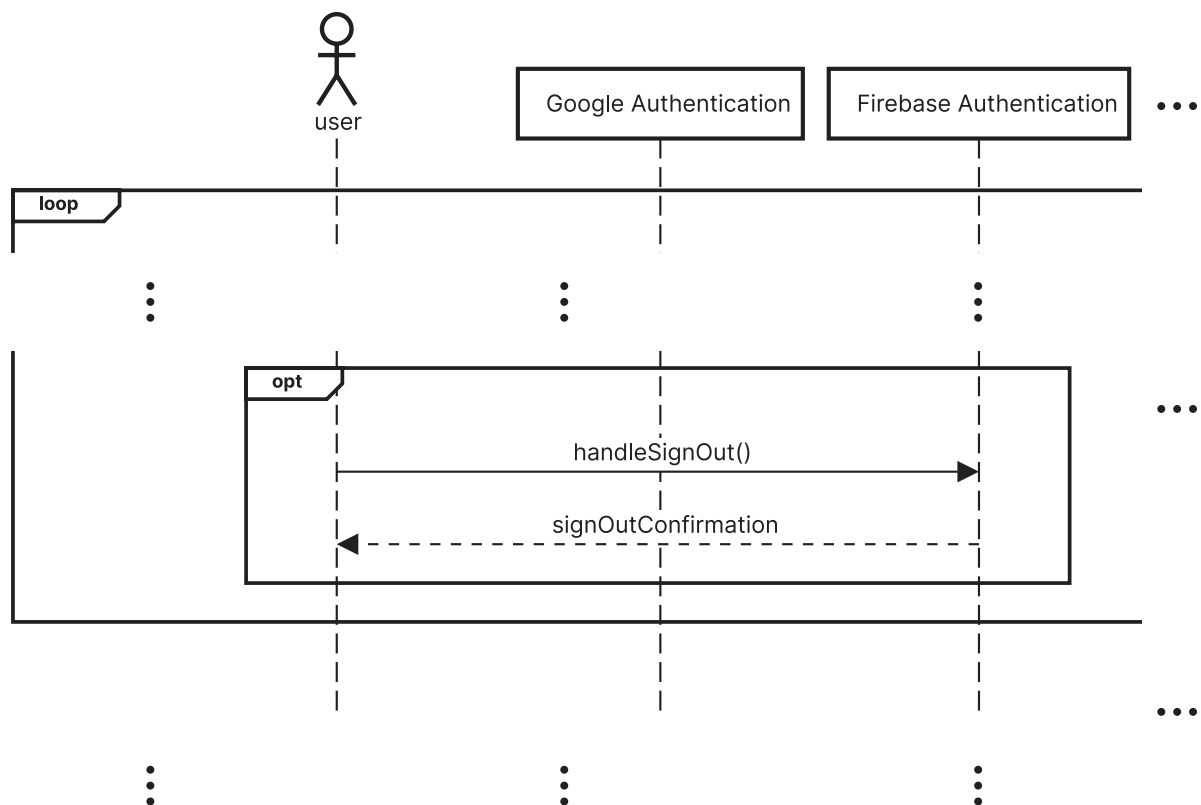 user
Google Authentication
Firebase Authentication
loop
opt
handleSignOut()
signOutConfirmation